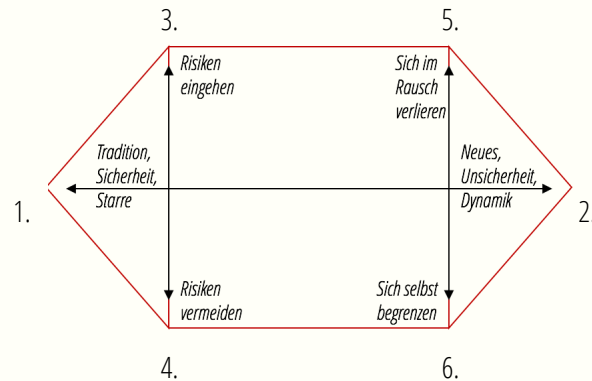 3.
5.
Risiken
eingehen
Sich im
Rausch
verlieren
Tradition,
Sicherheit,
Starre
Neues,
Unsicherheit,
Dynamik
1.
2.
Risiken
vermeiden
Sich selbst
begrenzen
4.
6.